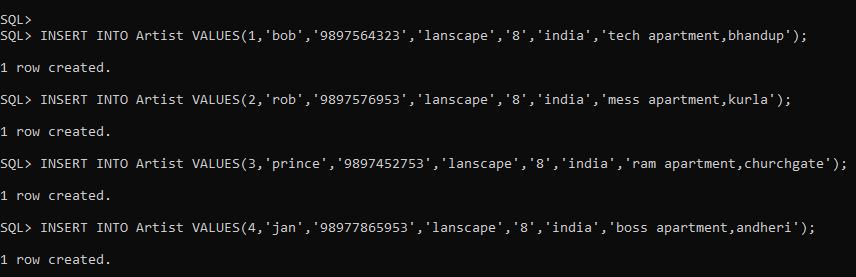 SQL>
SQL> INSERT INTO Artist VALUES(1,'bob','9897564323','lanscape','8','india','tech apartment,bhandup');
1 row created.
SQL> INSERT INTO Artist VALUES(2,'rob','9897576953','lanscape','8','india','mess apartment,kurla');
1 row created.
SQL> INSERT INTO Artist VALUES(3,'prince','9897452753','lanscape','8','india','ram apartment,churchgate');
1 row created.
SQL> INSERT INTO Artist VALUES(4,'jan','98977865953','lanscape','8','india','boss apartment,andheri');
1 row created.